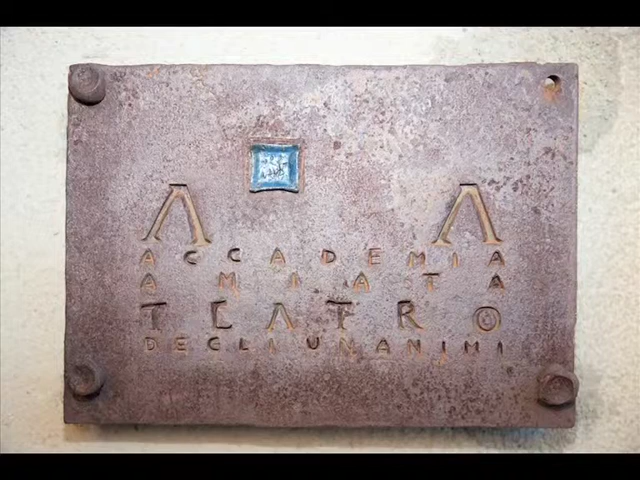 Λ Λ
ACCADEMIA
AMIATA
TEATRO
DEGLI UNANIMI